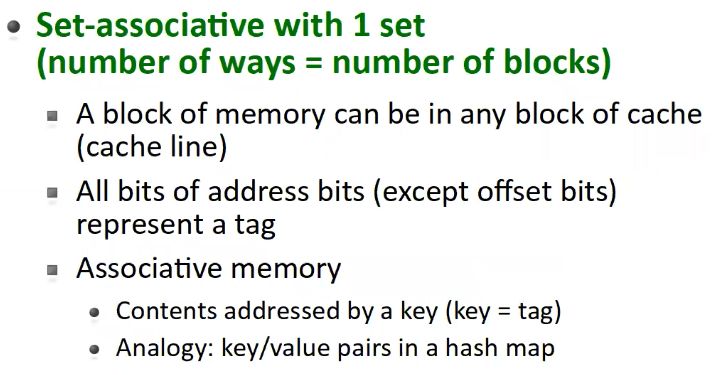 Set-associative with 1 set
(number of ways = number of blocks)
A block of memory can be in any block of cache
(cache line)
All bits of address bits (except offset bits)
represent a tag
Associative memory
Contents addressed by a key (key = tag)
Analogy: key/value pairs in a hash map